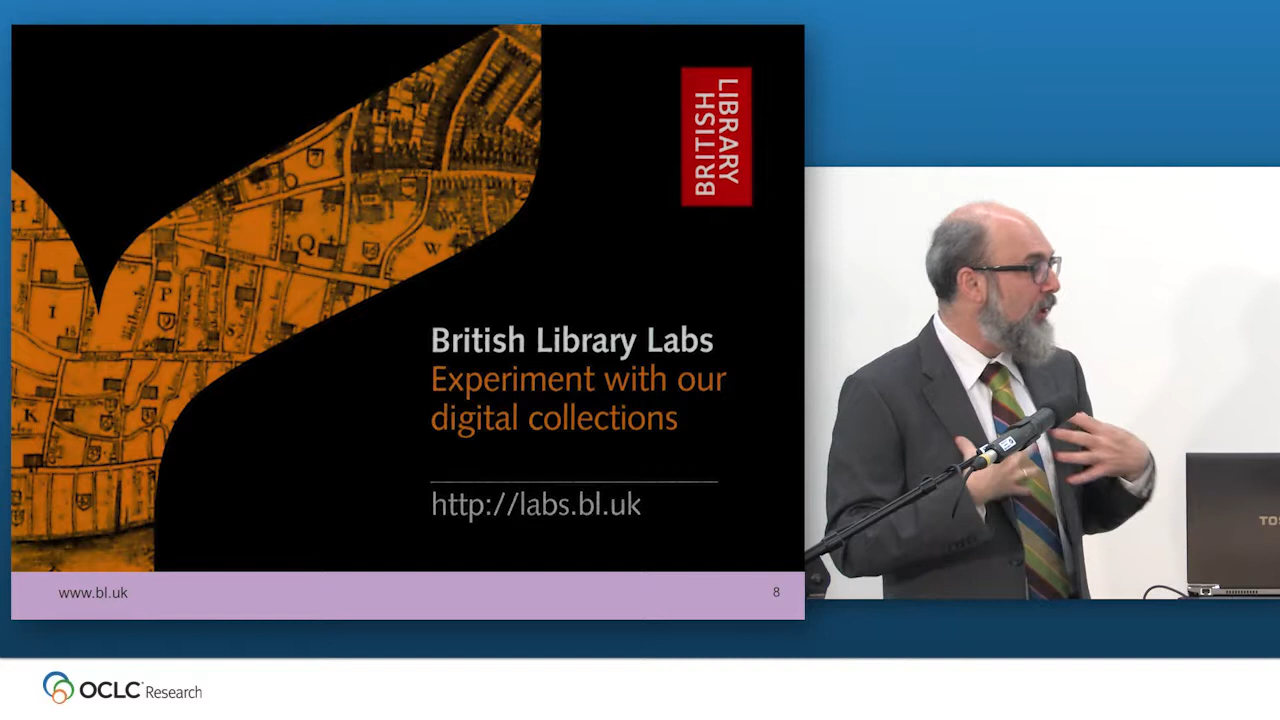 BRITISH
LIBRARY
H
O
Q
W
I
P
S
K
British Library Labs
Experiment with our
digital collections
http://labs.bl.uk
www.bl.uk
8
OCLC Research